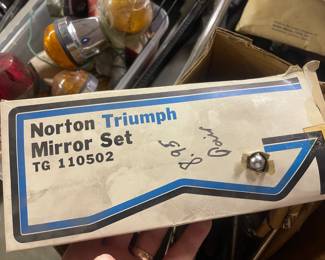 Norton Triumph
Mirror Set
TG 110502
8.95
Pair